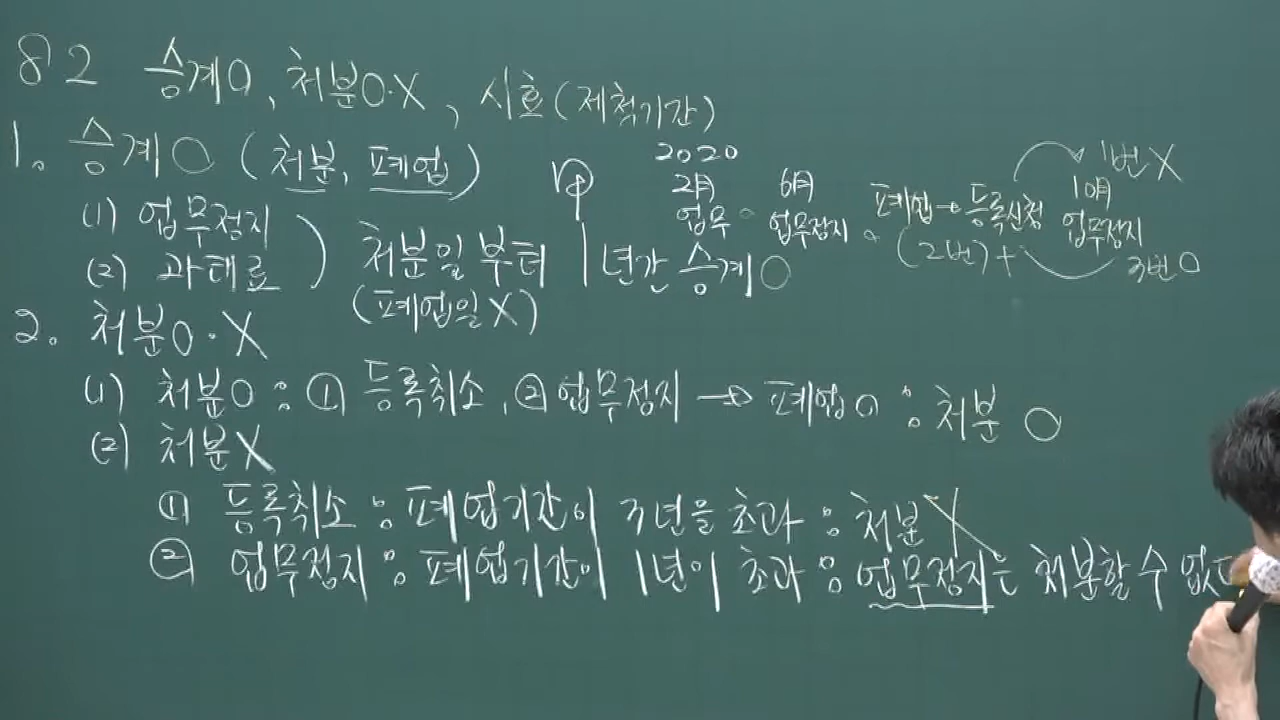 82 승계O, 처분O·X, 시효(제척기간)
1. 승계O (처분, 폐업)
(1) 업무정지
(2) 과태료
처분일 부터 1년간 승계O
(폐업일X)
2020
2月 6月
업무 업무정지
폐업→등록신청
(2번)+
10月
업무정지
1번X
3번O
2. 처분O·X
(1) 처분O : ① 등록취소, ② 업무정지 → 폐업O : 처분 O
(2) 처분X
① 등록취소 : 폐업기간이 3년을 초과 : 처분X
② 업무정지 : 폐업기간이 1년이 초과 : 업무정지는 처분할 수 없다